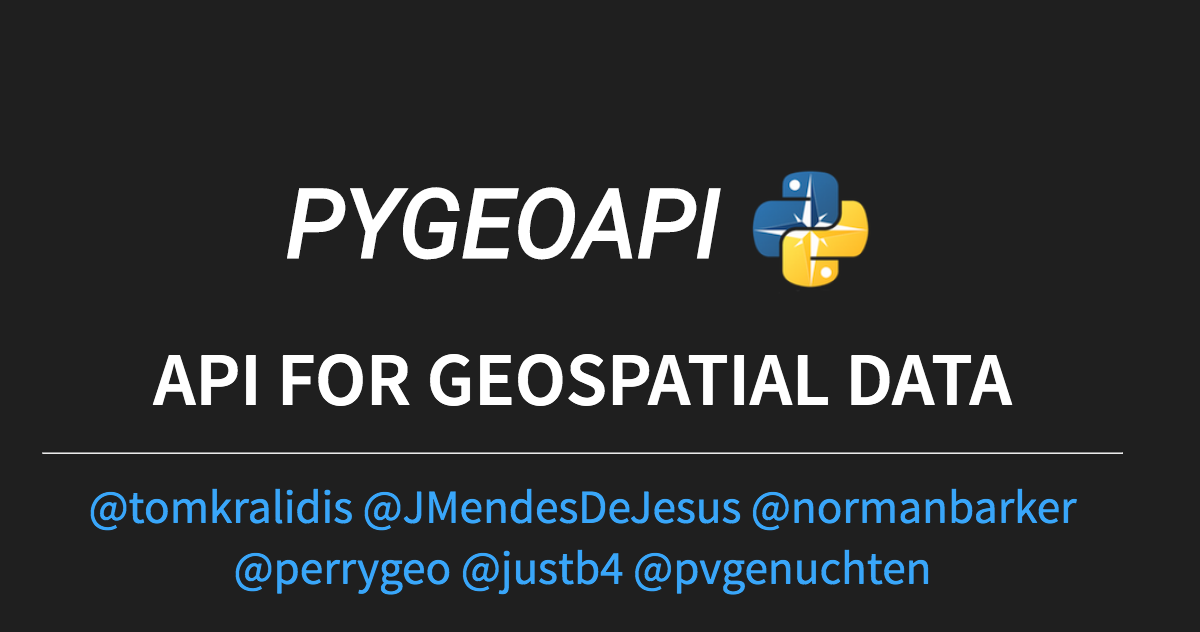 PYGEOAPI
API FOR GEOSPATIAL DATA
@tomkralidis @JMendesDeJesus @normanbarker
@perrygeo @justb4 @pvgenuchten